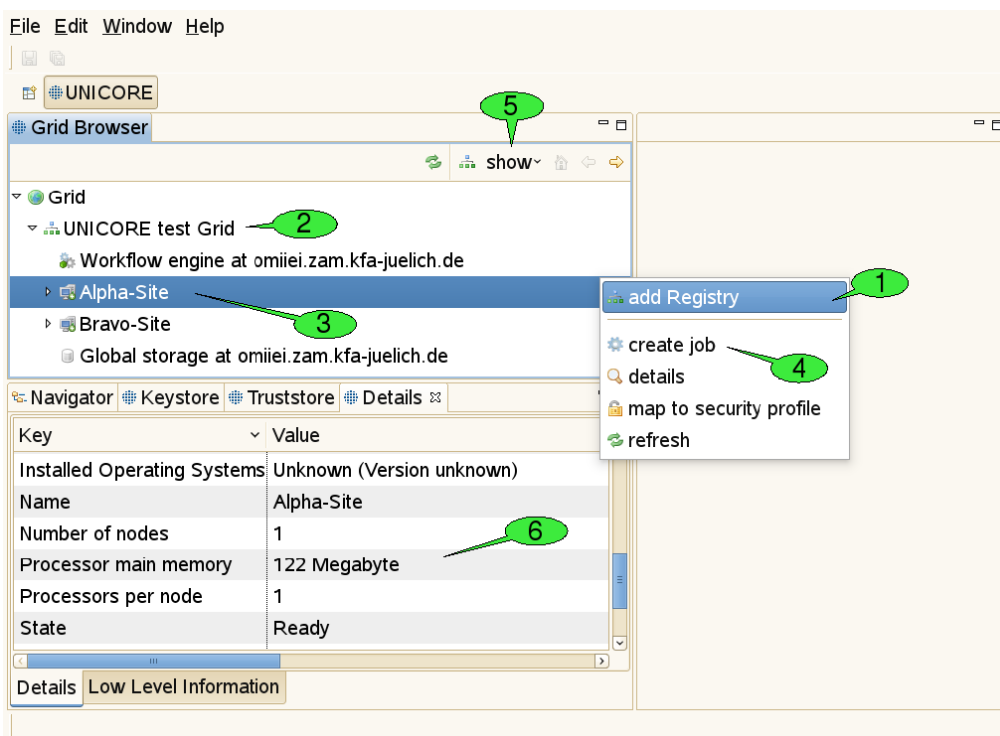 File Edit Window Help
UNICORE
5
Grid Browser
show
Grid
UNICORE test Grid
2
Workflow engine at omiiei.zam.kfa-juelich.de
Alpha-Site
3
Bravo-Site
Global storage at omiiei.zam.kfa-juelich.de
add Registry
1
create job
4
details
map to security profile
refresh
Navigator Keystore Truststore Details
Key Value
Installed Operating Systems Unknown (Version unknown)
Name Alpha-Site
Number of nodes 1
6
Processor main memory 122 Megabyte
Processors per node 1
State Ready
Details Low Level Information